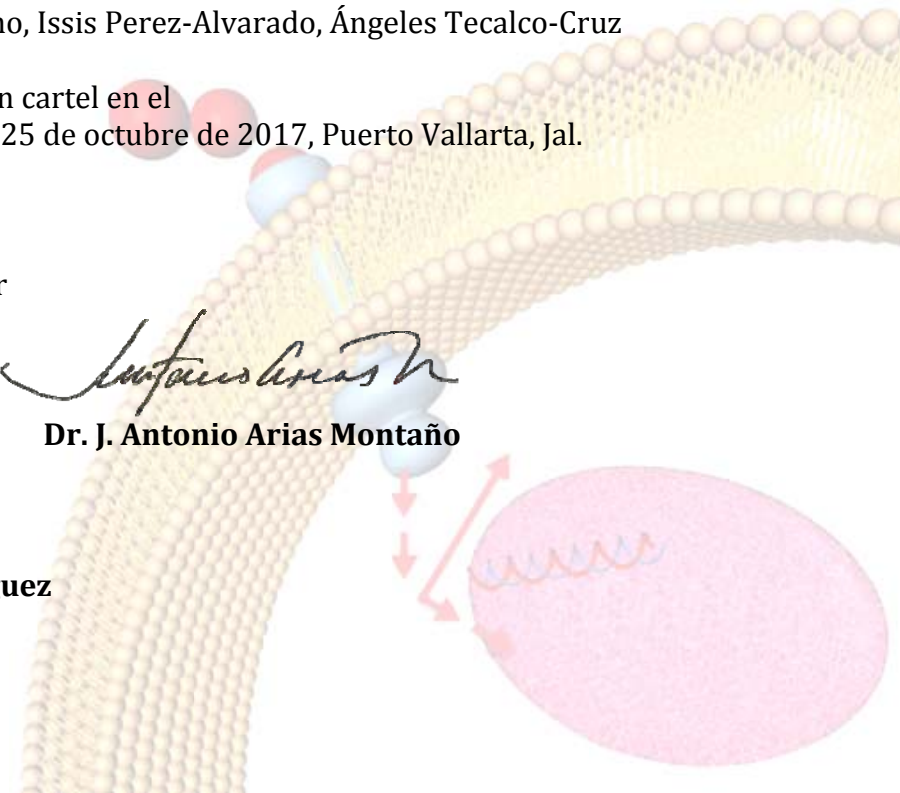 no, Issis Perez-Alvarado, Ángeles Tecalco-Cruz
n cartel en el
25 de octubre de 2017, Puerto Vallarta, Jal.
r
Dr. J. Antonio Arias Montaño
uez